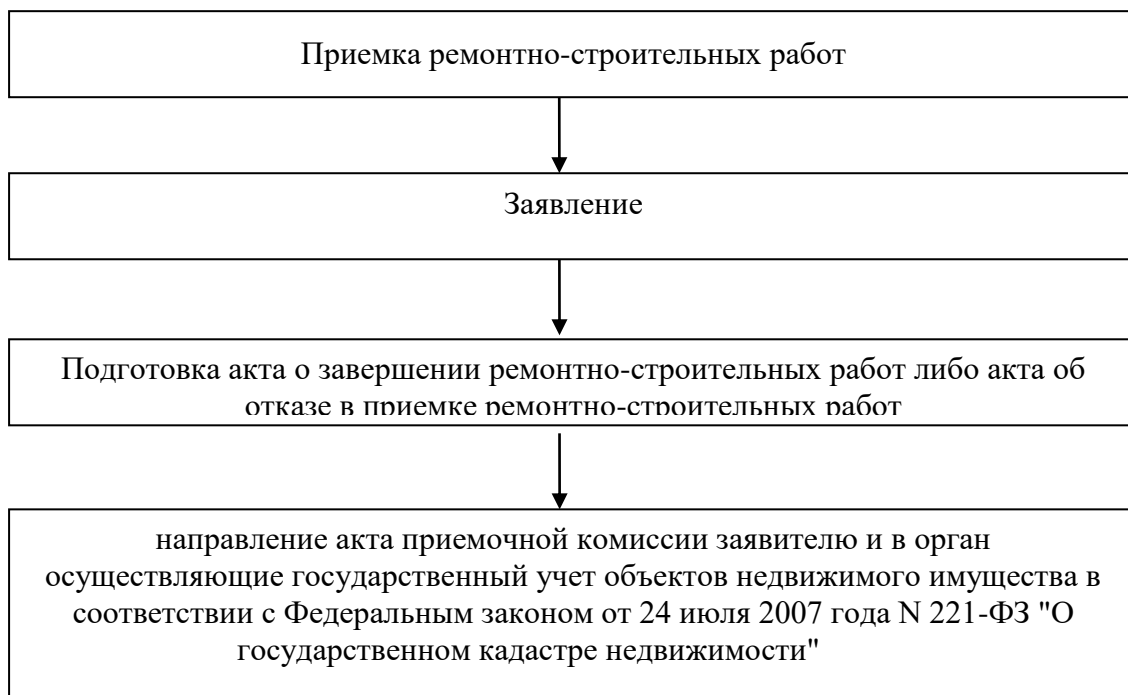 Приемка ремонтно-строительных работ
Заявление
Подготовка акта о завершении ремонтно-строительных работ либо акта об
отказе в приемке ремонтно-строительных работ
направление акта приемочной комиссии заявителю и в орган
осуществляющие государственный учет объектов недвижимого имущества в
соответствии с Федеральным законом от 24 июля 2007 года N 221-ФЗ "О
государственном кадастре недвижимости"